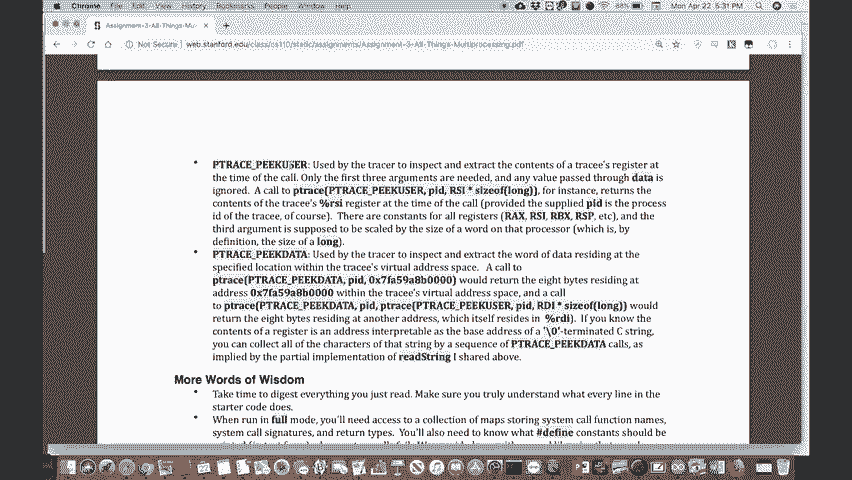 Chrome File Edit View History Bookmarks People Window Help
Mon Apr 22 5:31 PM
Assignment-3-All-Things-Mu
Not Secure web.stanford.edu/class/cs110/static/assignments/Assignment-3-All-Things-Multiprocessing.pdf
• PTRACE_PEEKUSER: Used by the tracer to inspect and extract the contents of a tracee's register at
the time of the call. Only the first three arguments are needed, and any value passed through data is
ignored. A call to ptrace(PTRACE_PEEKUSER, pid, RSI * sizeof(long)), for instance, returns the
contents of the tracee's %rsi register at the time of the call (provided the supplied pid is the process
id of the tracee, of course). There are constants for all registers (RAX, RSI, RBX, RSP, etc), and the
third argument is supposed to be scaled by the size of a word on that processor (which is, by
definition, the size of a long).
• PTRACE_PEEKDATA: Used by the tracer to inspect and extract the word of data residing at the
specified location within the tracee's virtual address space. A call to
ptrace(PTRACE_PEEKDATA, pid, 0x7fa59a8b0000) would return the eight bytes residing at
address 0x7fa59a8b0000 within the tracee's virtual address space, and a call
to ptrace(PTRACE_PEEKDATA, pid, ptrace(PTRACE_PEEKUSER, pid, RDI * sizeof(long)) would
return the eight bytes residing at another address, which itself resides in %rdi). If you know the
contents of a register is an address interpretable as the base address of a '\0'-terminated C string,
you can collect all of the characters of that string by a sequence of PTRACE_PEEKDATA calls, as
implied by the partial implementation of readString I shared above.
More Words of Wisdom
• Take time to digest everything you just read. Make sure you truly understand what every line in the
starter code does.
• When run in full mode, you'll need access to a collection of maps storing system call function names,
system call signatures, and return types. You'll also need to know what #define constants should be